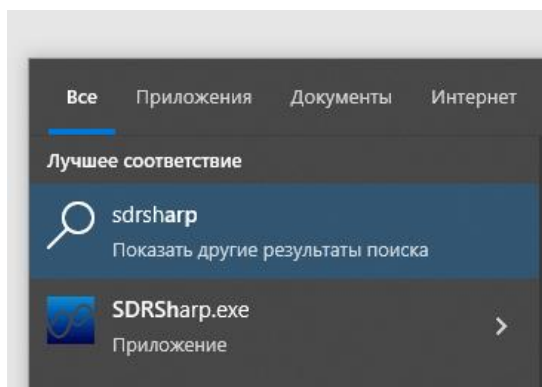 Все Приложения Документы Интернет
Лучшее соответствие
sdrsharp
Показать другие результаты поиска
SDRSharp.exe
Приложение